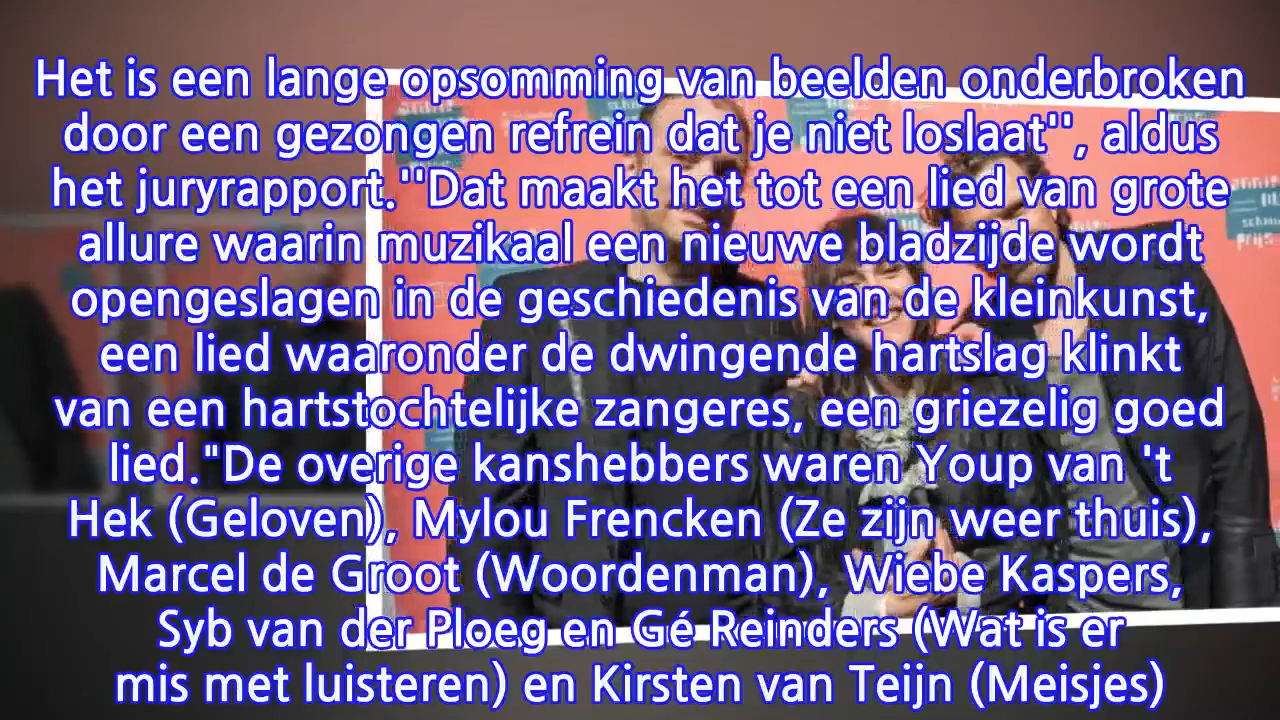 Het is een lange opsomming van beelden onderbroken
door een gezongen refrein dat je niet loslaat'', aldus
het juryrapport.''Dat maakt het tot een lied van grote
allure waarin muzikaal een nieuwe bladzijde wordt
opengeslagen in de geschiedenis van de kleinkunst,
een lied waaronder de dwingende hartslag klinkt
van een hartstochtelijke zangeres, een griezelig goed
lied."De overige kanshebbers waren Youp van 't
Hek (Geloven), Mylou Frencken (Ze zijn weer thuis),
Marcel de Groot (Woordenman), Wiebe Kaspers,
Syb van der Ploeg en Gé Reinders (Wat is er
mis met luisteren) en Kirsten van Teijn (Meisjes)